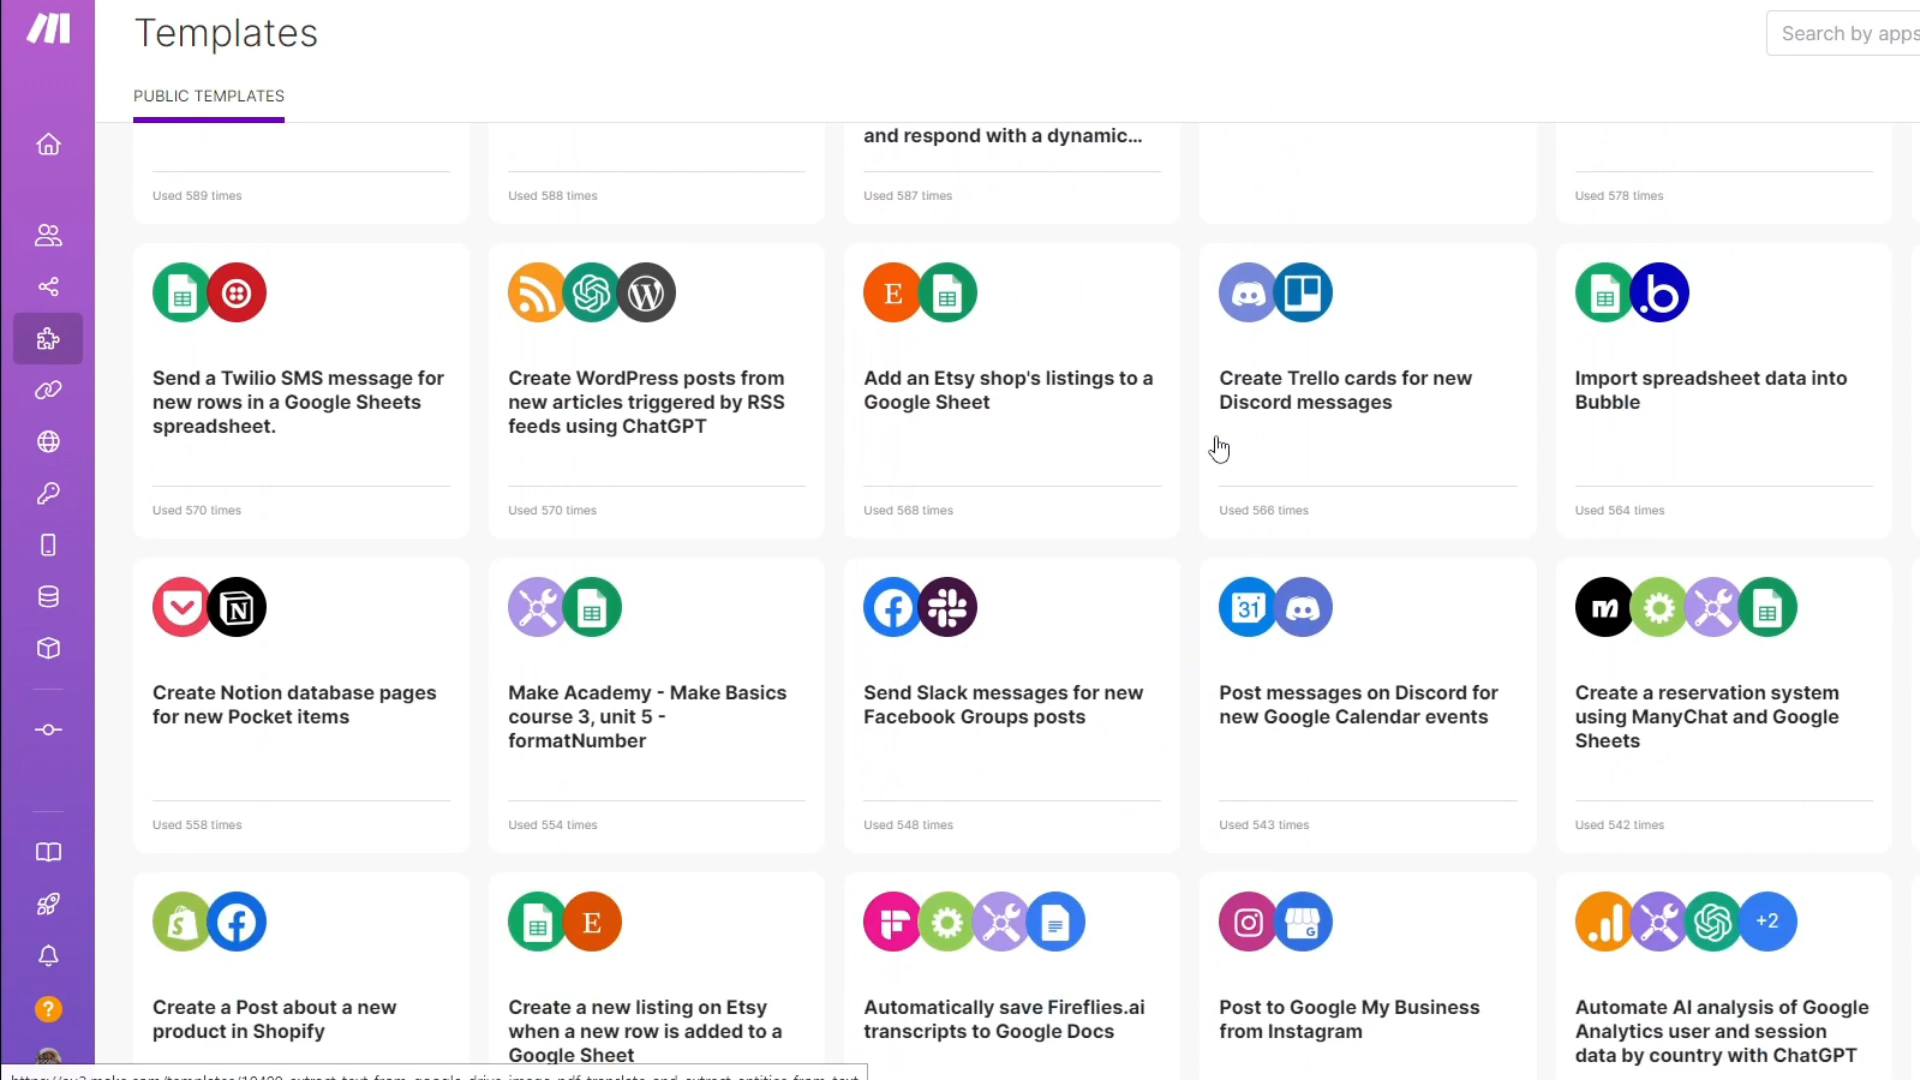 Templates
Search by apps
PUBLIC TEMPLATES
and respond with a dynamic...
Used 589 times
Used 588 times
Used 587 times
Used 578 times
Send a Twilio SMS message for
new rows in a Google Sheets
spreadsheet.
Used 570 times
Create WordPress posts from
new articles triggered by RSS
feeds using ChatGPT
Used 570 times
E
Add an Etsy shop's listings to a
Google Sheet
Used 568 times
Create Trello cards for new
Discord messages
Used 566 times
.b
Import spreadsheet data into
Bubble
Used 564 times
Create Notion database pages
for new Pocket items
Used 558 times
Make Academy - Make Basics
course 3, unit 5 -
formatNumber
Used 554 times
Send Slack messages for new
Facebook Groups posts
Used 548 times
31
Post messages on Discord for
new Google Calendar events
Used 543 times
Create a reservation system
using ManyChat and Google
Sheets
Used 542 times
Create a Post about a new
product in Shopify
E
Create a new listing on Etsy
when a new row is added to a
Google Sheet
Automatically save Fireflies.ai
transcripts to Google Docs
Post to Google My Business
from Instagram
+2
Automate AI analysis of Google
Analytics user and session
data by country with ChatGPT
?